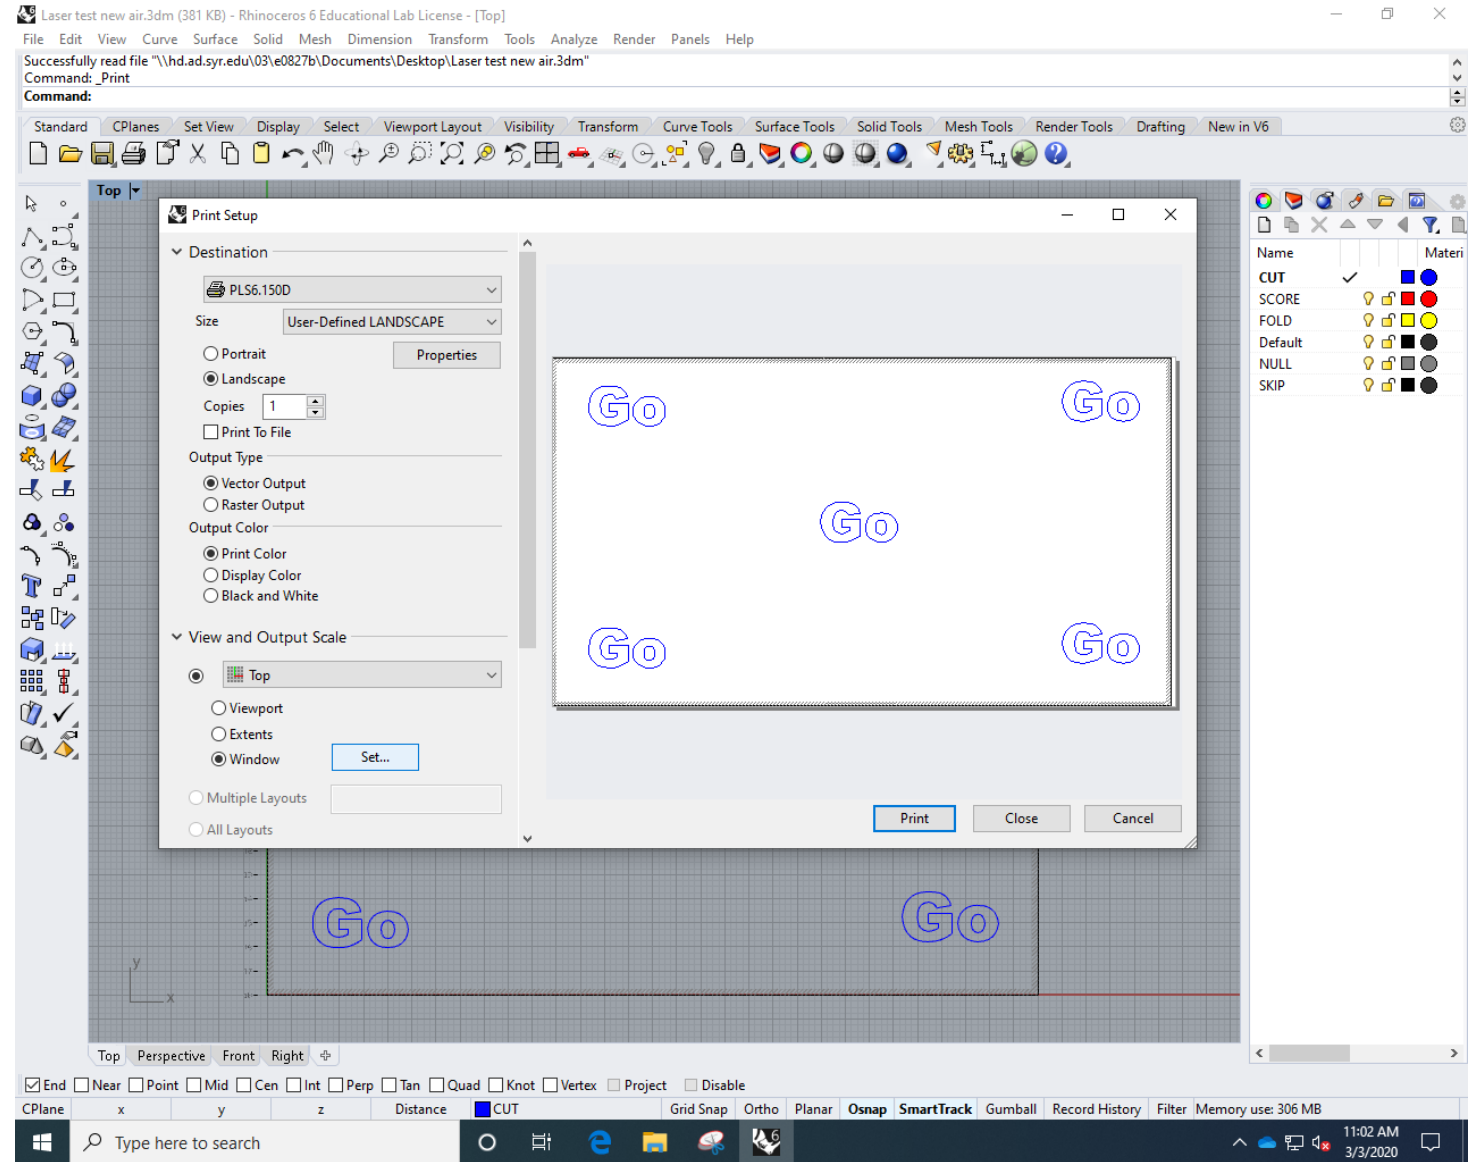 Laser test new air.3dm (381 KB) - Rhinoceros 6 Educational Lab License - [Top]
File Edit View Curve Surface Solid Mesh Dimension Transform Tools Analyze Render Panels Help
Successfully read file "\\hd.ad.syr.edu\03\e0827b\Documents\Desktop\Laser test new air.3dm"
Command: _Print
Command:
Standard CPlanes Set View Display Select Viewport Layout Visibility Transform Curve Tools Surface Tools Solid Tools Mesh Tools Render Tools Drafting New in V6
Top
Print Setup
Destination
PLS6.150D
Size User-Defined LANDSCAPE
Portrait Properties
Landscape
Copies 1
Print To File
Output Type
Vector Output
Raster Output
Output Color
Print Color
Display Color
Black and White
View and Output Scale
Top
Viewport
Extents
Window Set...
Multiple Layouts
All Layouts
Go Go
Go
Go Go
Print Close Cancel
Name Materi
CUT
SCORE
FOLD
Default
NULL
SKIP
Go Go
y
x
Top Perspective Front Right
End Near Point Mid Cen Int Perp Tan Quad Knot Vertex Project Disable
CPlane x y z Distance CUT Grid Snap Ortho Planar Osnap SmartTrack Gumball Record History Filter Memory use: 306 MB
Type here to search
11:02 AM
3/3/2020